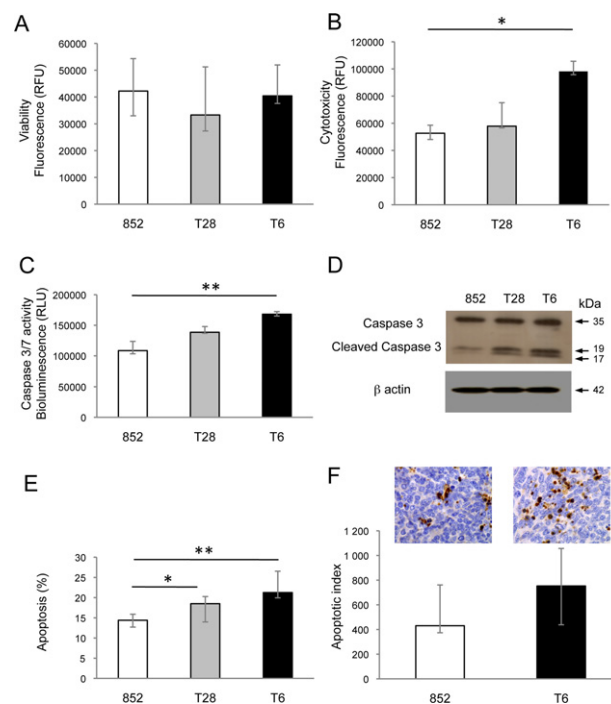 A
Viability
Fluorescence (RFU)
60000
50000
40000
30000
20000
10000
0
852 T28 T6
B
*
Cytotoxicity
Fluorescence (RFU)
120000
100000
80000
60000
40000
20000
0
852 T28 T6
C
**
Caspase 3/7 activity
Bioluminescence (RLU)
200000
150000
100000
50000
0
852 T28 T6
D
852 T28 T6 kDa
Caspase 3 35
Cleaved Caspase 3 19
17
β actin 42
E
**
*
Apoptosis (%)
30
25
20
15
10
5
0
852 T28 T6
F
Apoptotic index
1200
1 000
800
600
400
200
0
852 T6